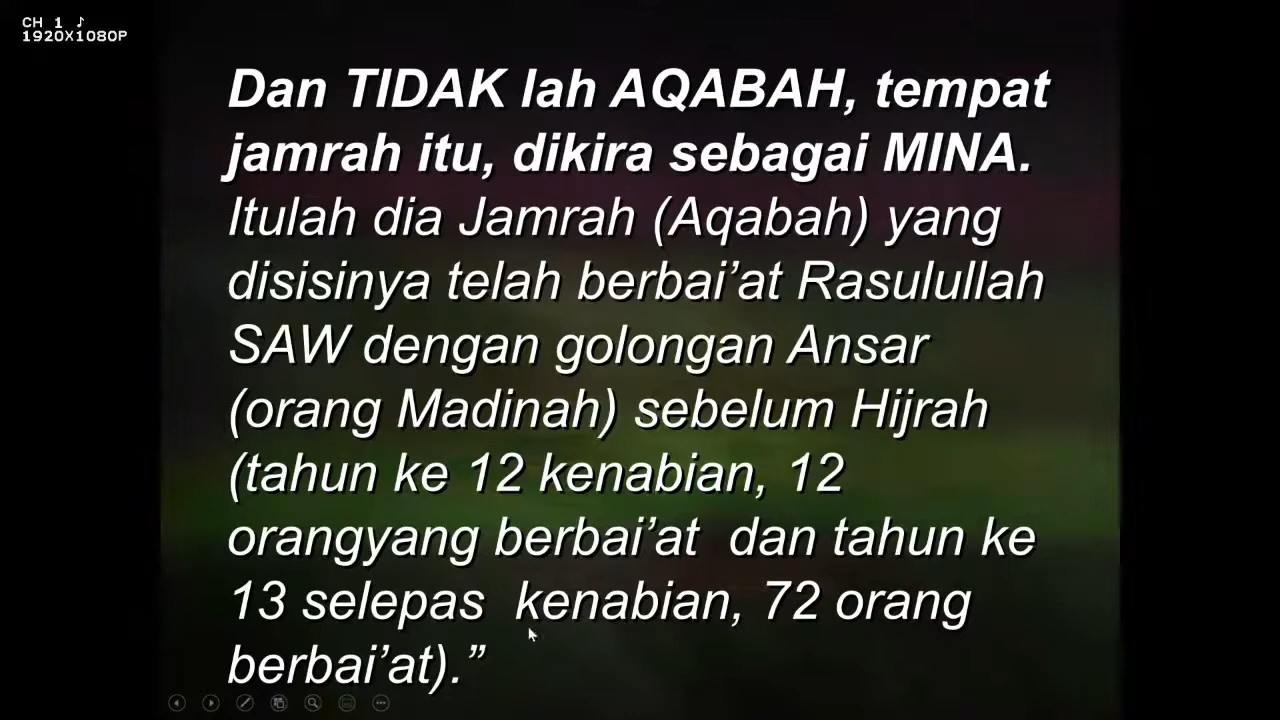 CH 1 ♪
1920X1080P
Dan TIDAK lah AQABAH, tempat
jamrah itu, dikira sebagai MINA.
Itulah dia Jamrah (Aqabah) yang
disisinya telah berbai’at Rasulullah
SAW dengan golongan Ansar
(orang Madinah) sebelum Hijrah
(tahun ke 12 kenabian, 12
orangyang berbai’at  dan tahun ke
13 selepas  kenabian, 72 orang
berbai’at).”